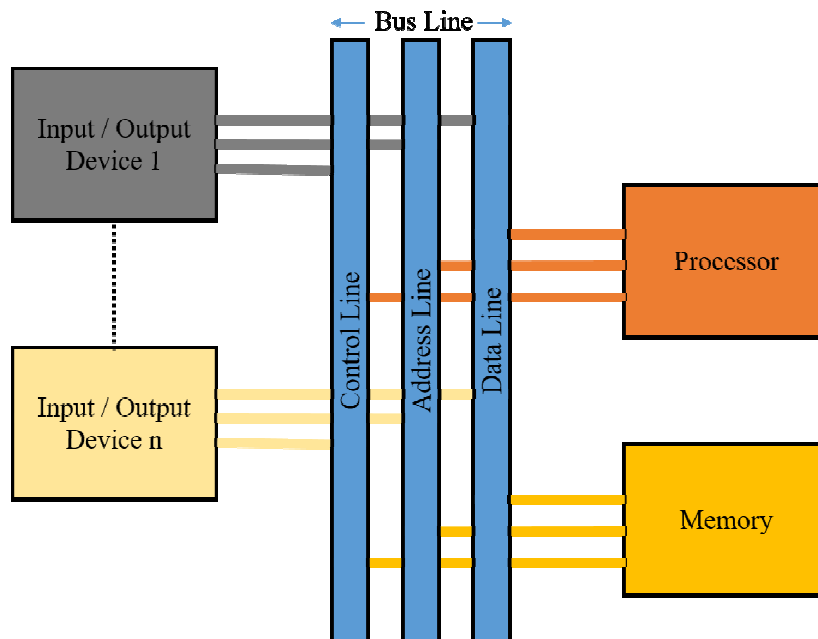 Bus Line
Input / Output
Device 1
Processor
Control Line
Address Line
Data Line
Input / Output
Device n
Memory